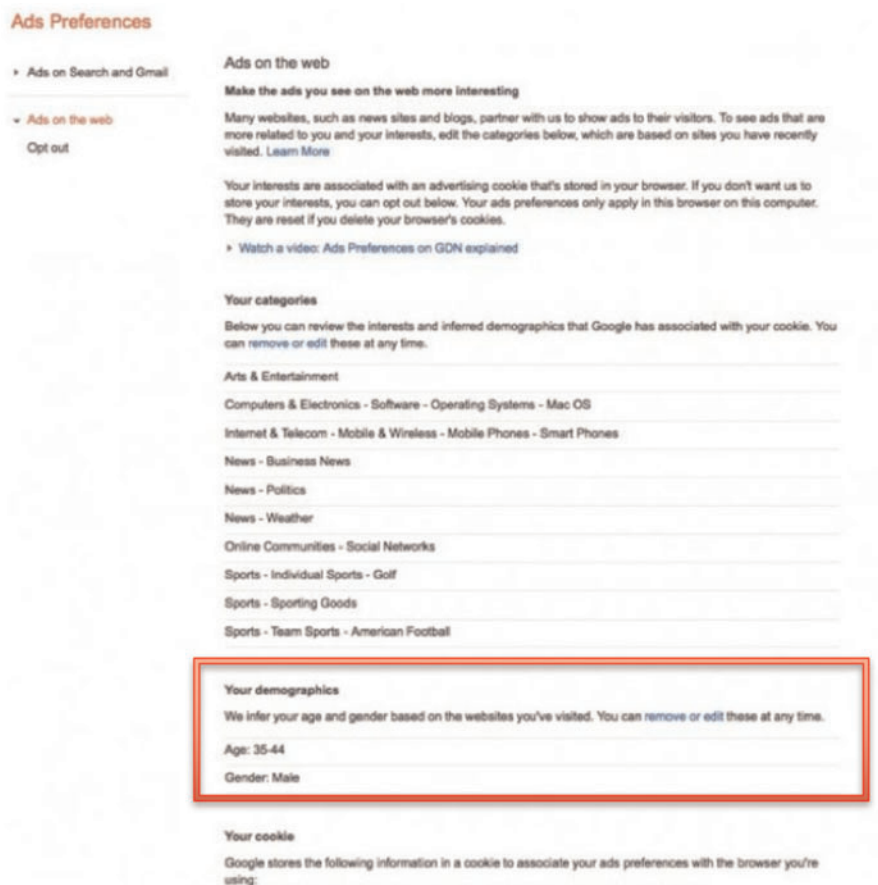 Ads Preferences
Ads on Search and Gmail
Ads on the web
Opt out
Ads on the web
Make the ads you see on the web more interesting
Many websites, such as news sites and blogs, partner with us to show ads to their visitors. To see ads that are
more related to you and your interests, edit the categories below, which are based on sites you have recently
visited. Learn More
Your interests are associated with an advertising cookie that's stored in your browser. If you don't want us to
store your interests, you can opt out below. Your ads preferences only apply in this browser on this computer.
They are reset if you delete your browser's cookies.
Watch a video: Ads Preferences on GDN explained
Your categories
Below you can review the interests and inferred demographics that Google has associated with your cookie. You
can remove or edit these at any time.
Arts & Entertainment
Computers & Electronics - Software - Operating Systems - Mac OS
Internet & Telecom - Mobile & Wireless - Mobile Phones - Smart Phones
News - Business News
News - Politics
News - Weather
Online Communities - Social Networks
Sports - Individual Sports - Golf
Sports - Sporting Goods
Sports - Team Sports - American Football
Your demographics
We infer your age and gender based on the websites you've visited. You can remove or edit these at any time.
Age: 35-44
Gender: Male
Your cookie
Google stores the following information in a cookie to associate your ads preferences with the browser you're
using: